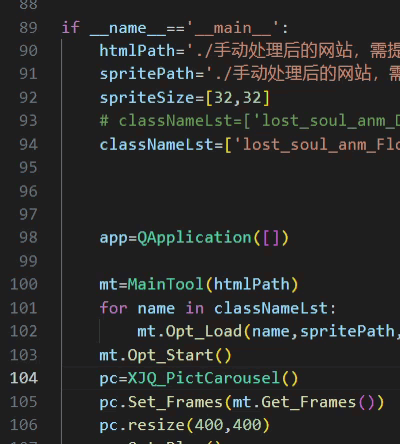 88
89 if __name__=='__main__':
90 htmlPath='./手动处理后的网站，需提
91 spritePath='./手动处理后的网站，需
92 spriteSize=[32,32]
93 # classNameLst=['lost_soul_anm_D
94 classNameLst=['lost_soul_anm_Flo
95
96
97
98 app=QApplication([])
99
100 mt=MainTool(htmlPath)
101 for name in classNameLst:
102 mt.Opt_Load(name,spritePath,
103 mt.Opt_Start()
104 pc=XJQ_PictCarousel()
105 pc.Set_Frames(mt.Get_Frames())
106 pc.resize(400,400)